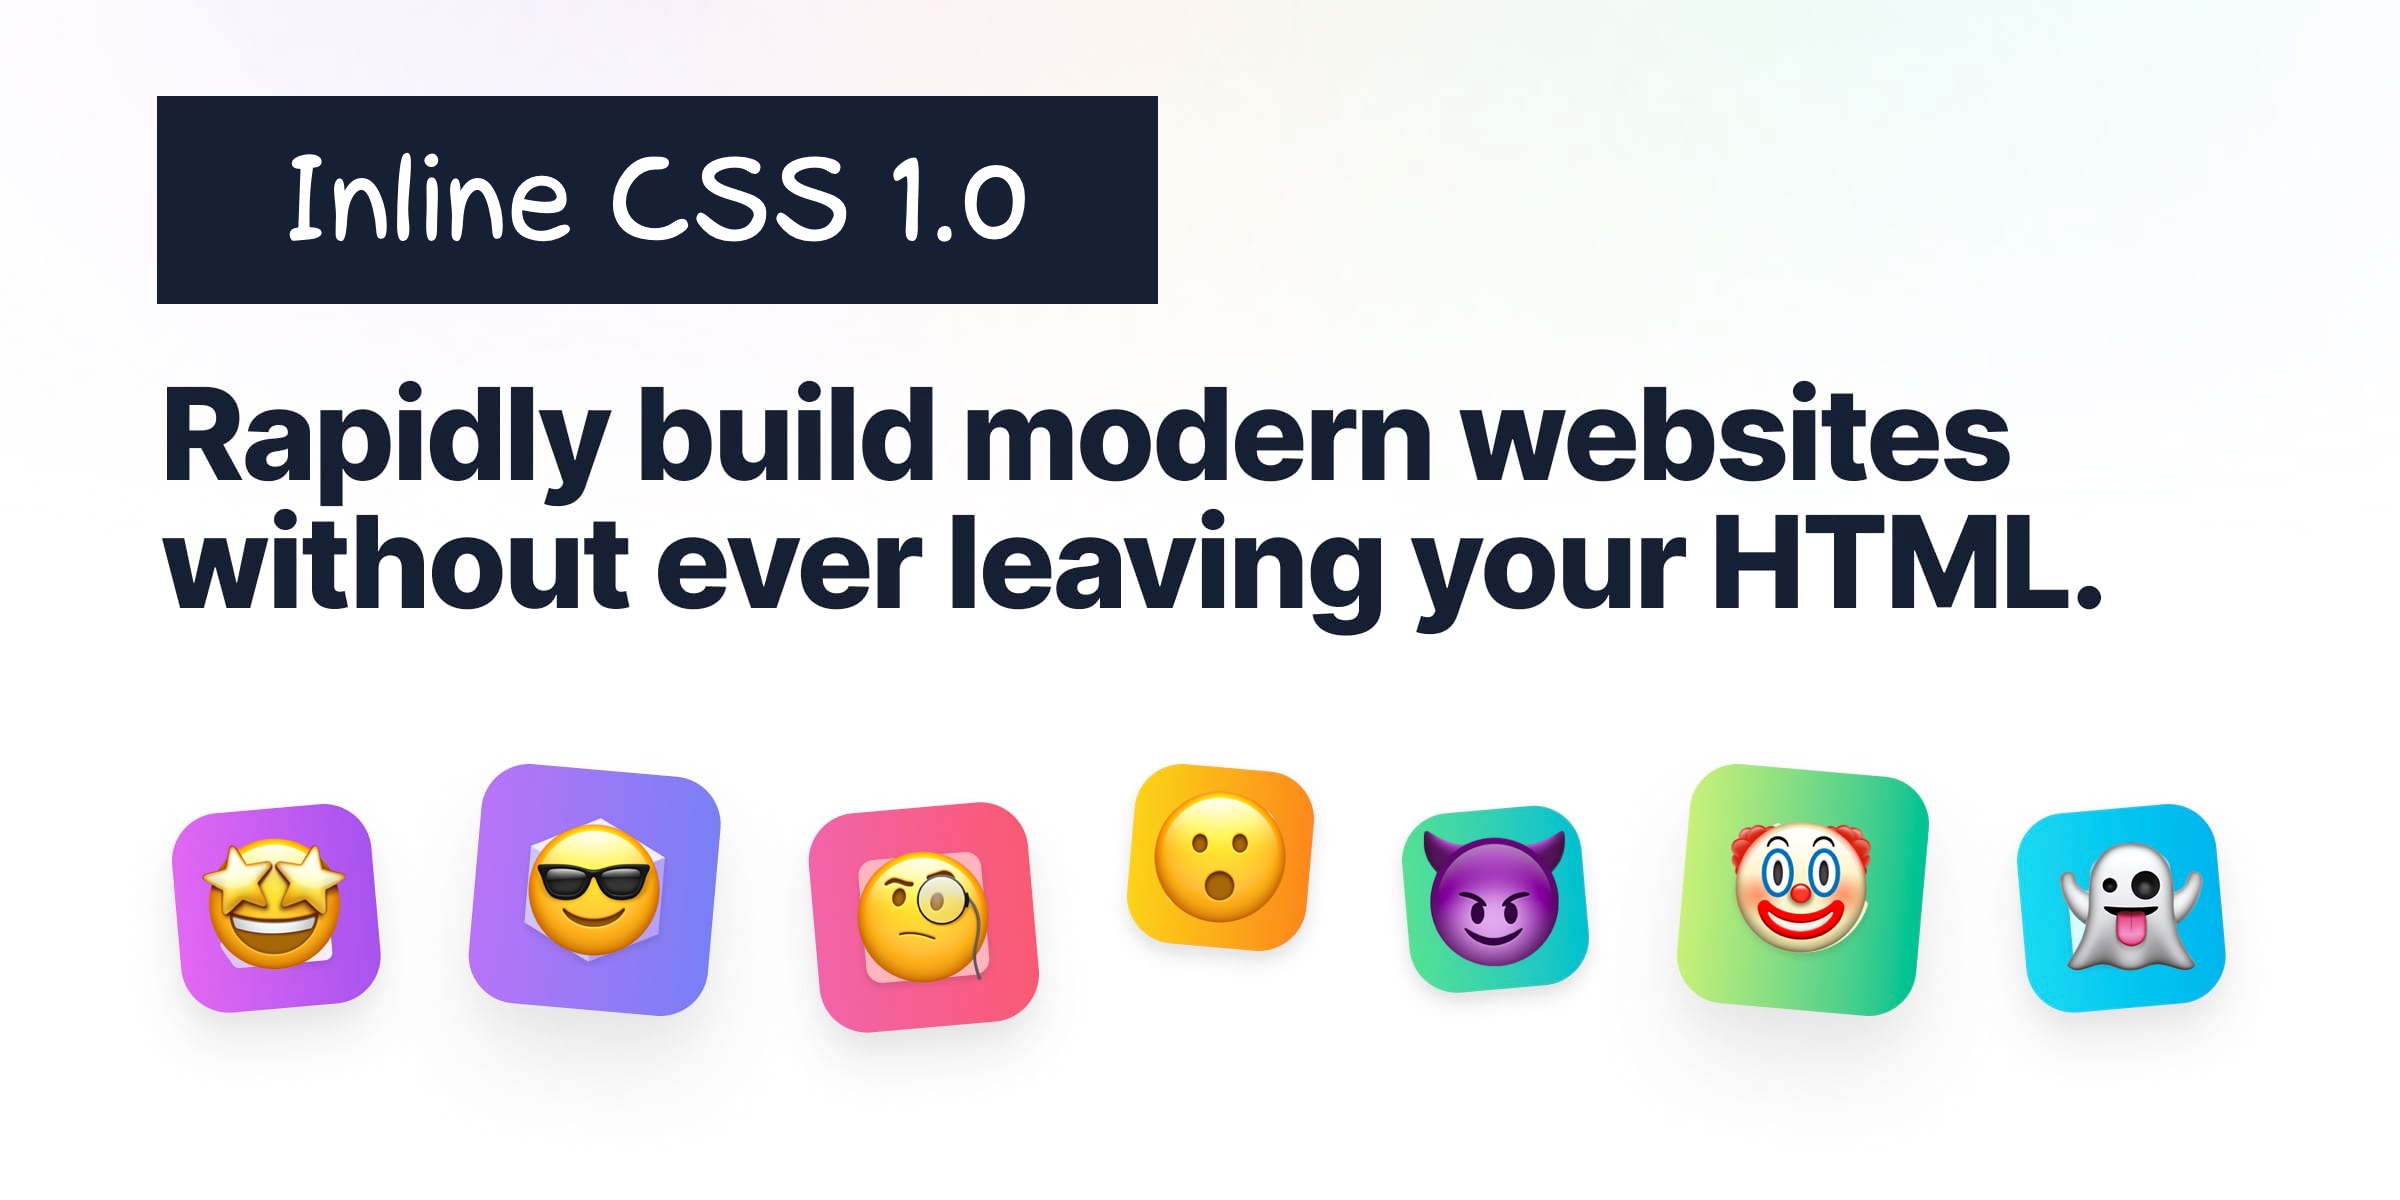 Inline CSS 1.0
Rapidly build modern websites
without ever leaving your HTML.